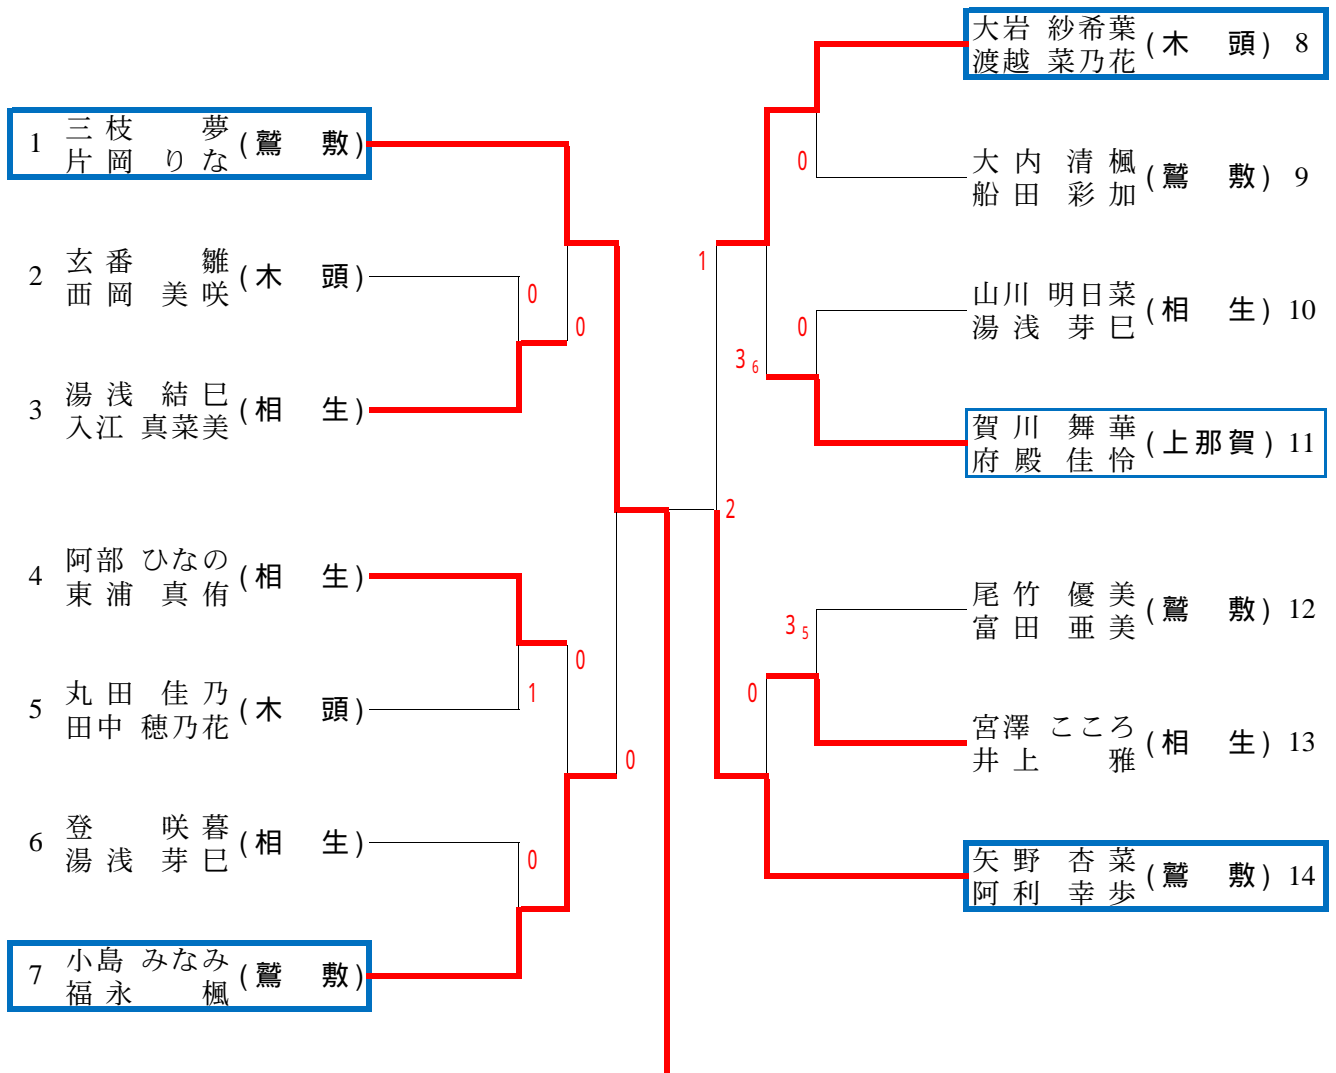 1 三枝 夢 (鷲 敷)
片岡 りな
2 玄番 雛 (木 頭)
西岡 美咲
3 湯浅 結巳 (相 生)
入江 真菜美
4 阿部 ひなの (相 生)
東浦 真侑
5 丸田 佳乃 (木 頭)
田中 穂乃花
6 登 咲暮 (相 生)
湯浅 芽巳
7 小島 みなみ (鷲 敷)
福永 楓
0
0
0
1
0
0
大岩 紗希葉 (木 頭) 8
渡越 菜乃花
大内 清楓 (鷲 敷) 9
船田 彩加
山川 明日菜 (相 生) 10
湯浅 芽巳
賀川 舞華 (上那賀) 11
府殿 佳怜
尾竹 優美 (鷲 敷) 12
富田 亜美
宮澤 こころ (相 生) 13
井上 雅
矢野 杏菜 (鷲 敷) 14
阿利 幸歩
0
1
0
3 6
2
3 5
0